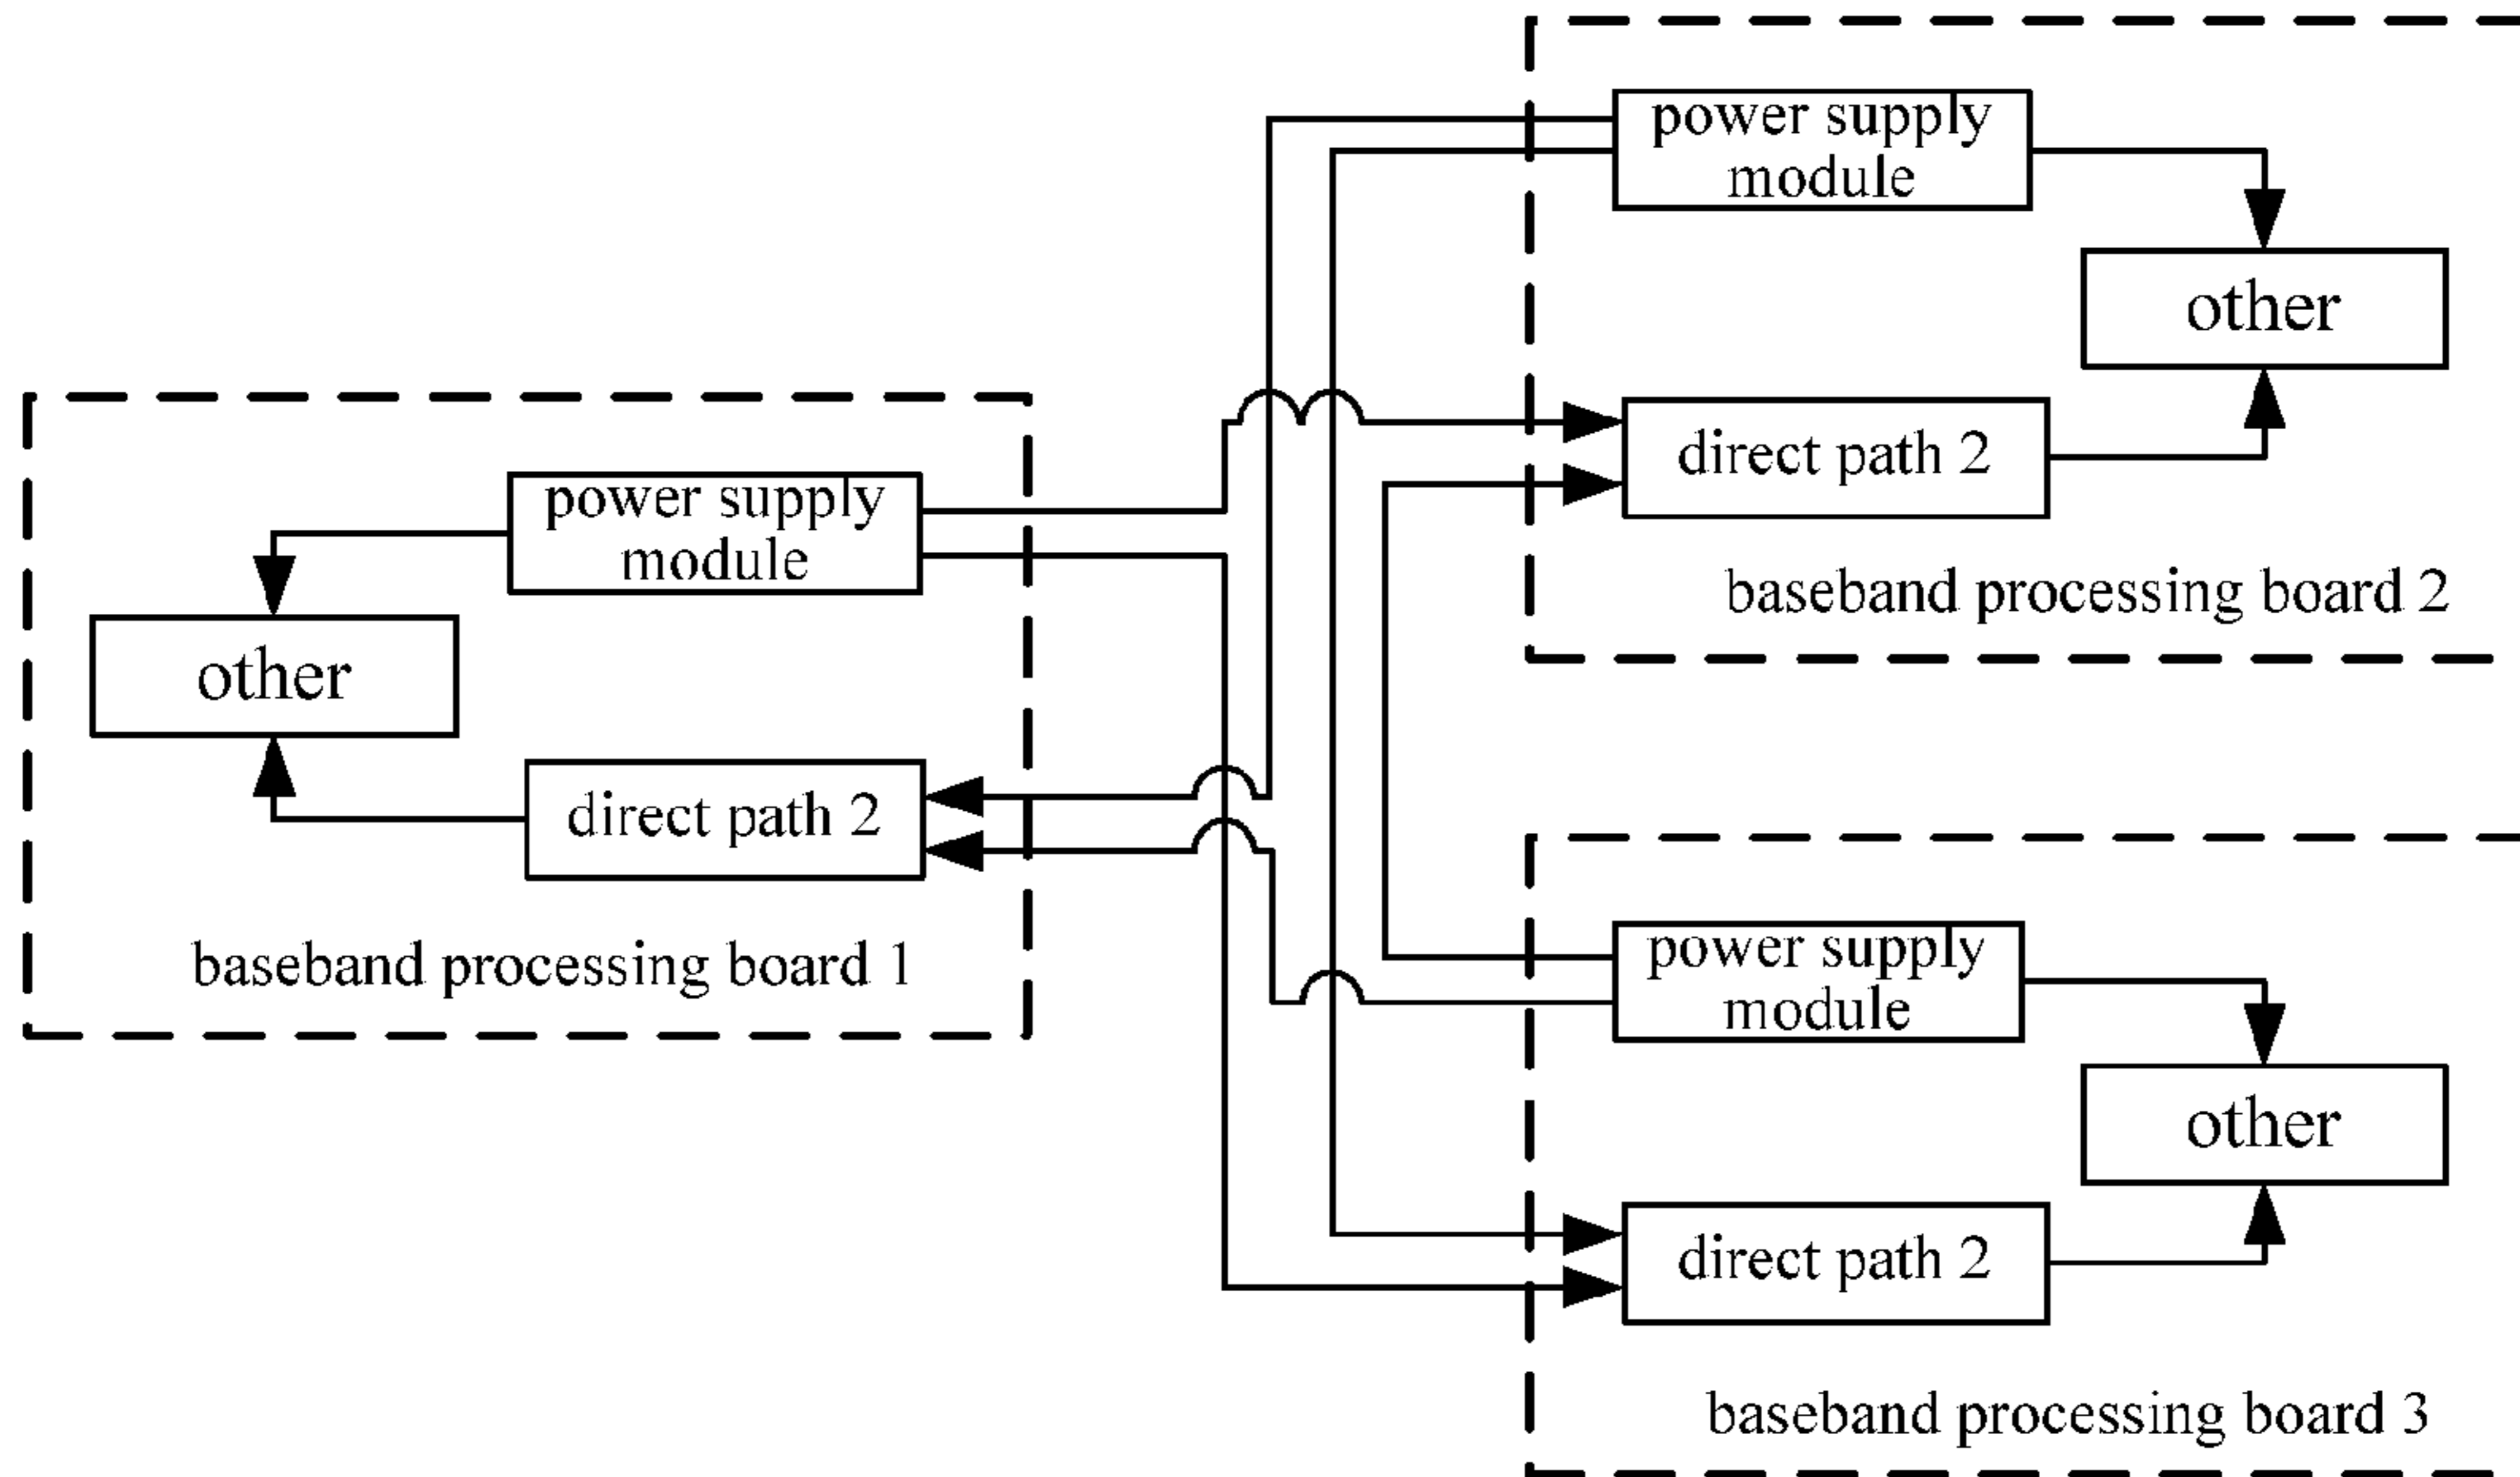 power supply
module
other
direct path 2
baseband processing board 2
power supply
module
other
direct path 2
baseband processing board 1
power supply
module
other
direct path 2
baseband processing board 3